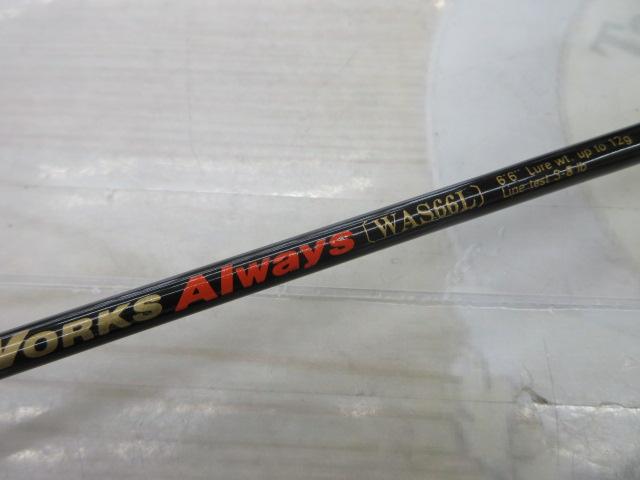 WORKS Always [WAS66L] 6'6" Lure wt. up to 12g
Line test 3-8 lb